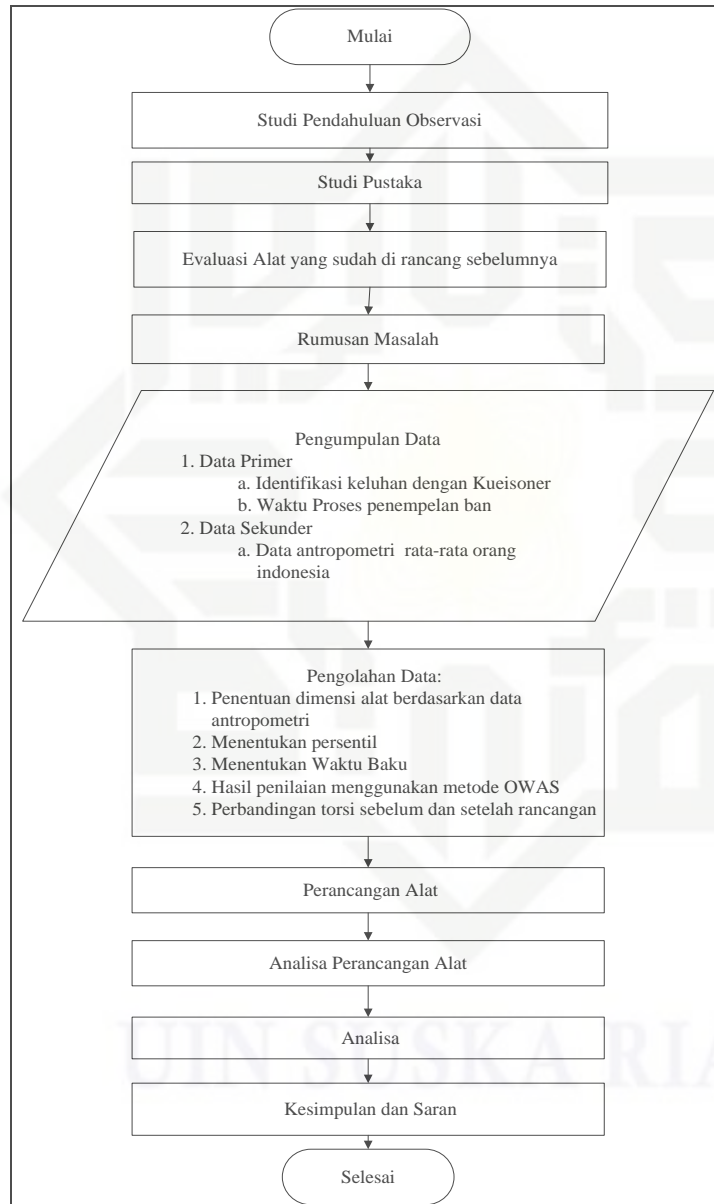 Mulai
Studi Pendahuluan Observasi
Studi Pustaka
Evaluasi Alat yang sudah di rancang sebelumnya
Rumusan Masalah
Pengumpulan Data
1. Data Primer
a. Identifikasi keluhan dengan Kueisoner
b. Waktu Proses penempelan ban
2. Data Sekunder
a. Data antropometri rata-rata orang
indonesia
Pengolahan Data:
1. Penentuan dimensi alat berdasarkan data
antropometri
2. Menentukan persentil
3. Menentukan Waktu Baku
4. Hasil penilaian menggunakan metode OWAS
5. Perbandingan torsi sebelum dan setelah rancangan
Perancangan Alat
Analisa Perancangan Alat
UIN SUSKA RIA
Analisa
Kesimpulan dan Saran
Selesai